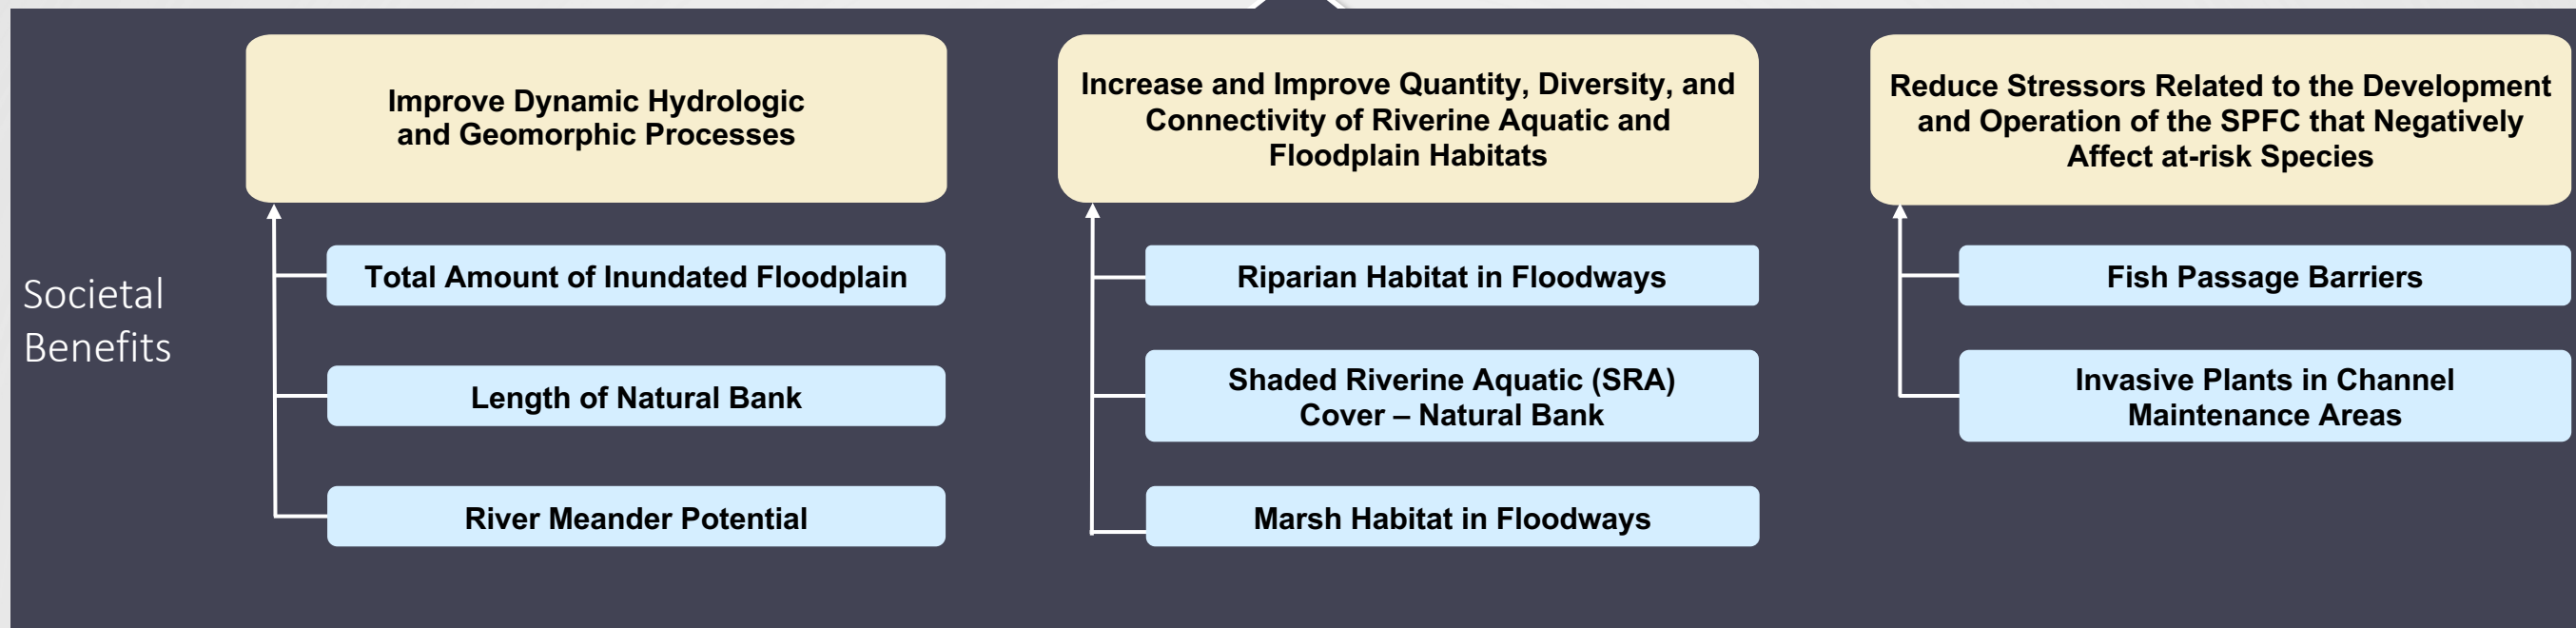 Societal
Benefits
Improve Dynamic Hydrologic
and Geomorphic Processes
Total Amount of Inundated Floodplain
Length of Natural Bank
River Meander Potential
Increase and Improve Quantity, Diversity, and
Connectivity of Riverine Aquatic and
Floodplain Habitats
Riparian Habitat in Floodways
Shaded Riverine Aquatic (SRA)
Cover – Natural Bank
Marsh Habitat in Floodways
Reduce Stressors Related to the Development
and Operation of the SPFC that Negatively
Affect at-risk Species
Fish Passage Barriers
Invasive Plants in Channel
Maintenance Areas